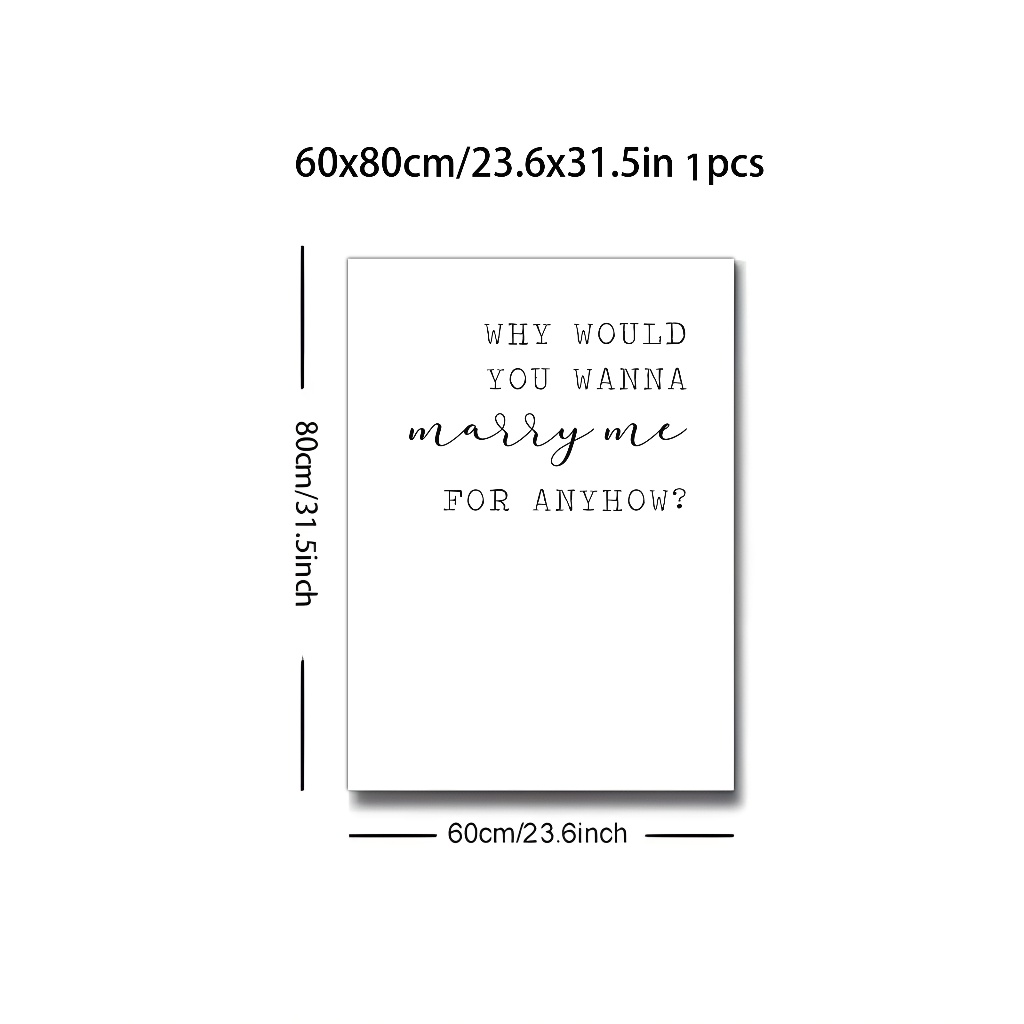 60x80cm/23.6x31.5in 1pcs
WHY WOULD
YOU WANNA
marry me
FOR ANYHOW?
80cm/31.5inch
60cm/23.6inch